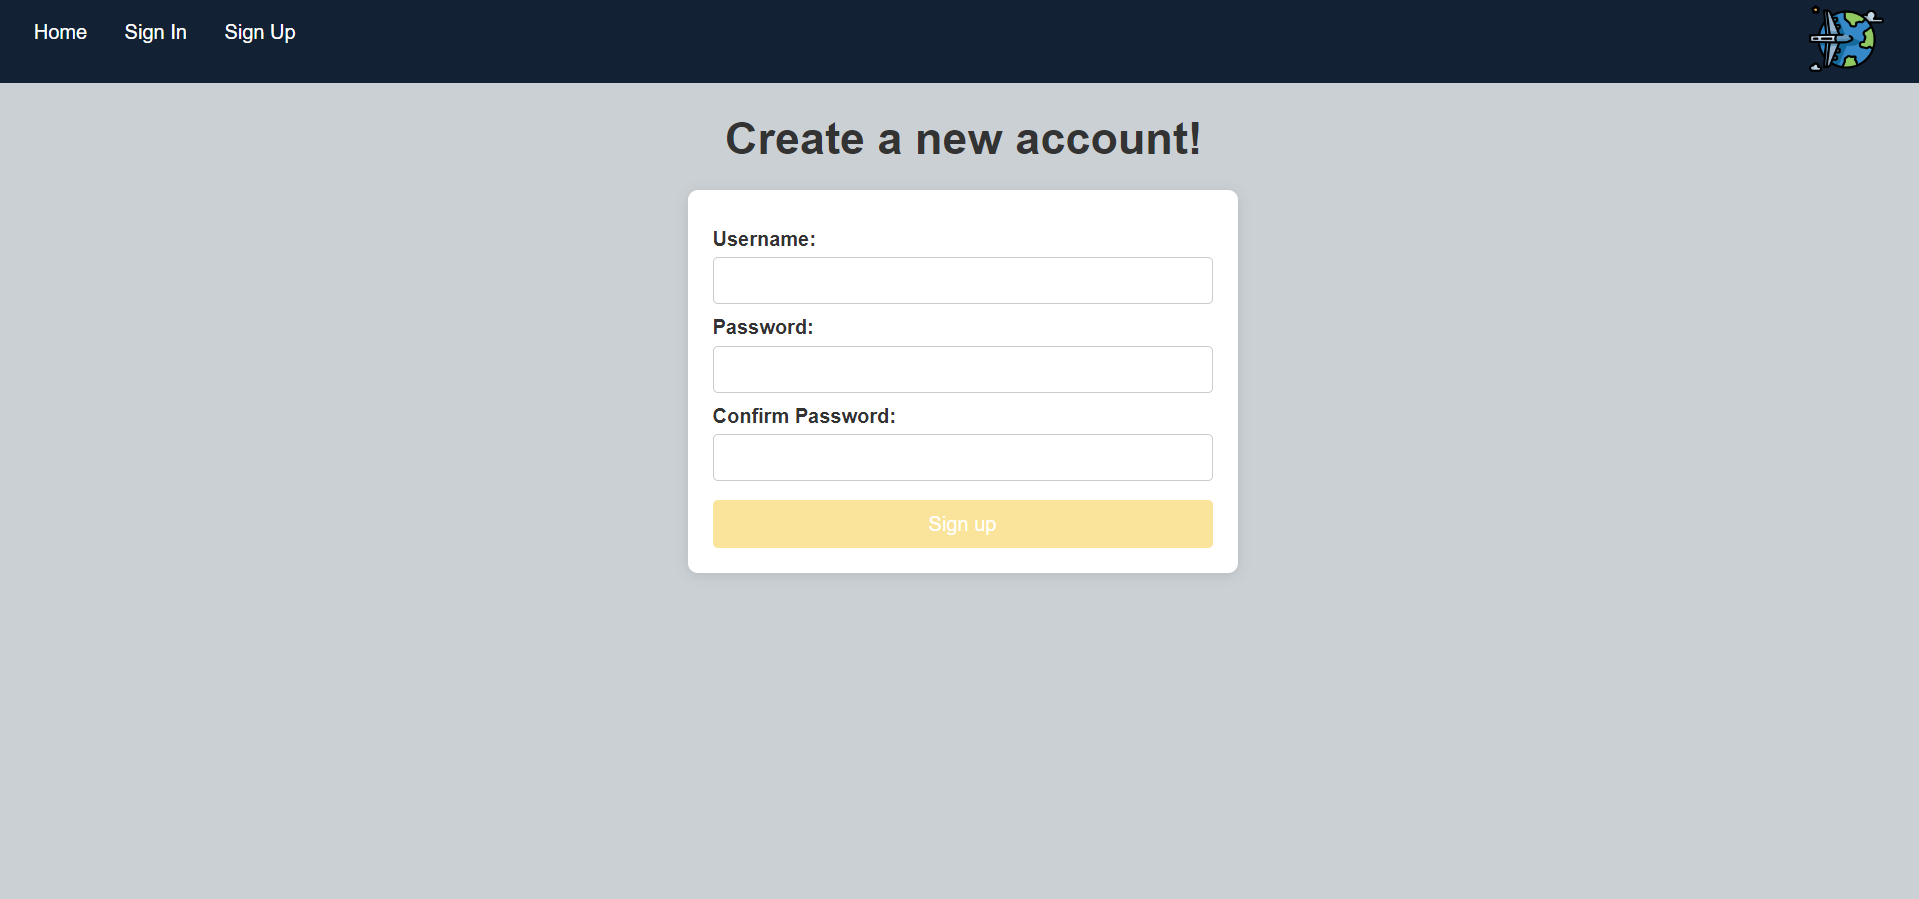 Home Sign In Sign Up
Create a new account!
Username:
Password:
Confirm Password:
Sign up